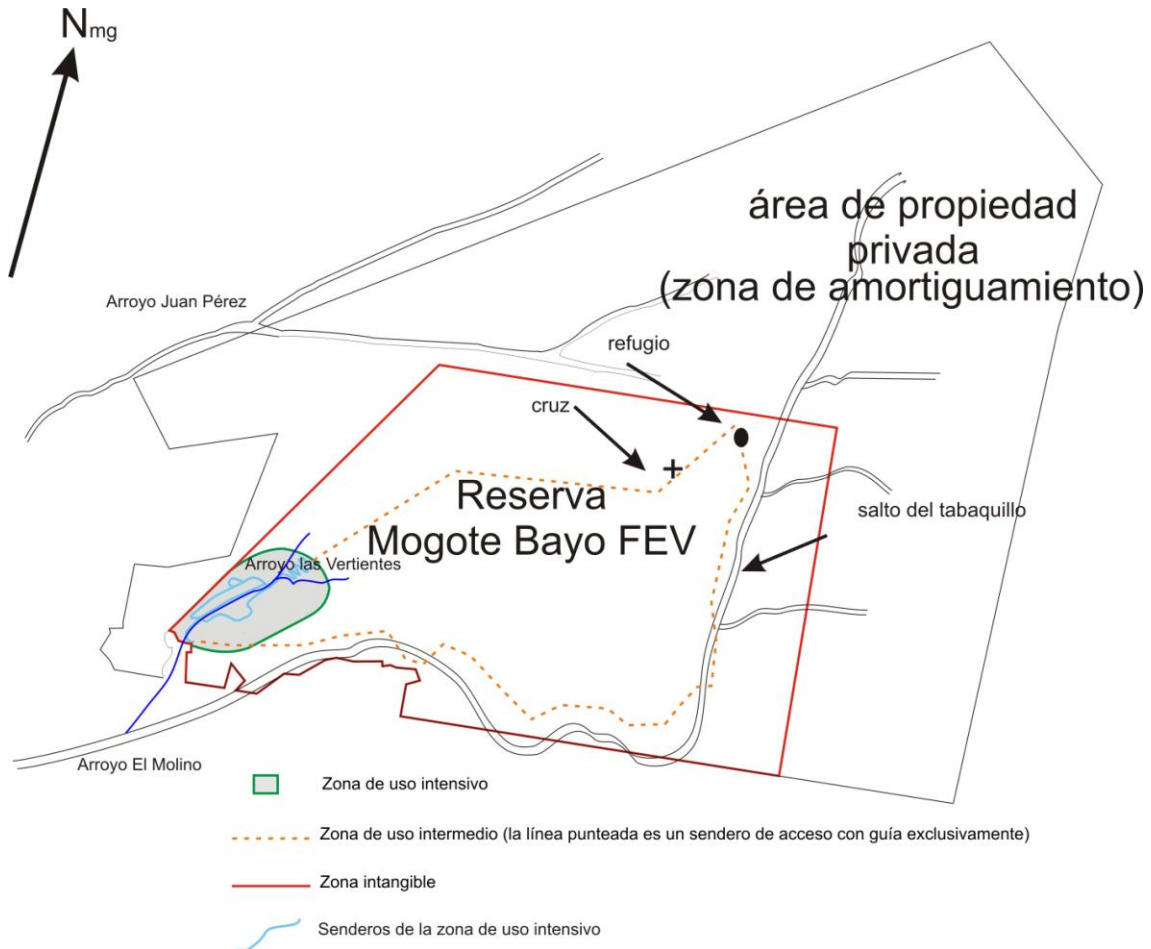 Nmg
área de propiedad
privada
(zona de amortiguamiento)
Arroyo Juan Pérez
refugio
cruz
Reserva
Mogote Bayo FEV
salto del tabaquillo
Arroyo las Vertientes
Arroyo El Molino
Zona de uso intensivo
Zona de uso intermedio (la línea punteada es un sendero de acceso con guía exclusivamente)
Zona intangible
Senderos de la zona de uso intensivo